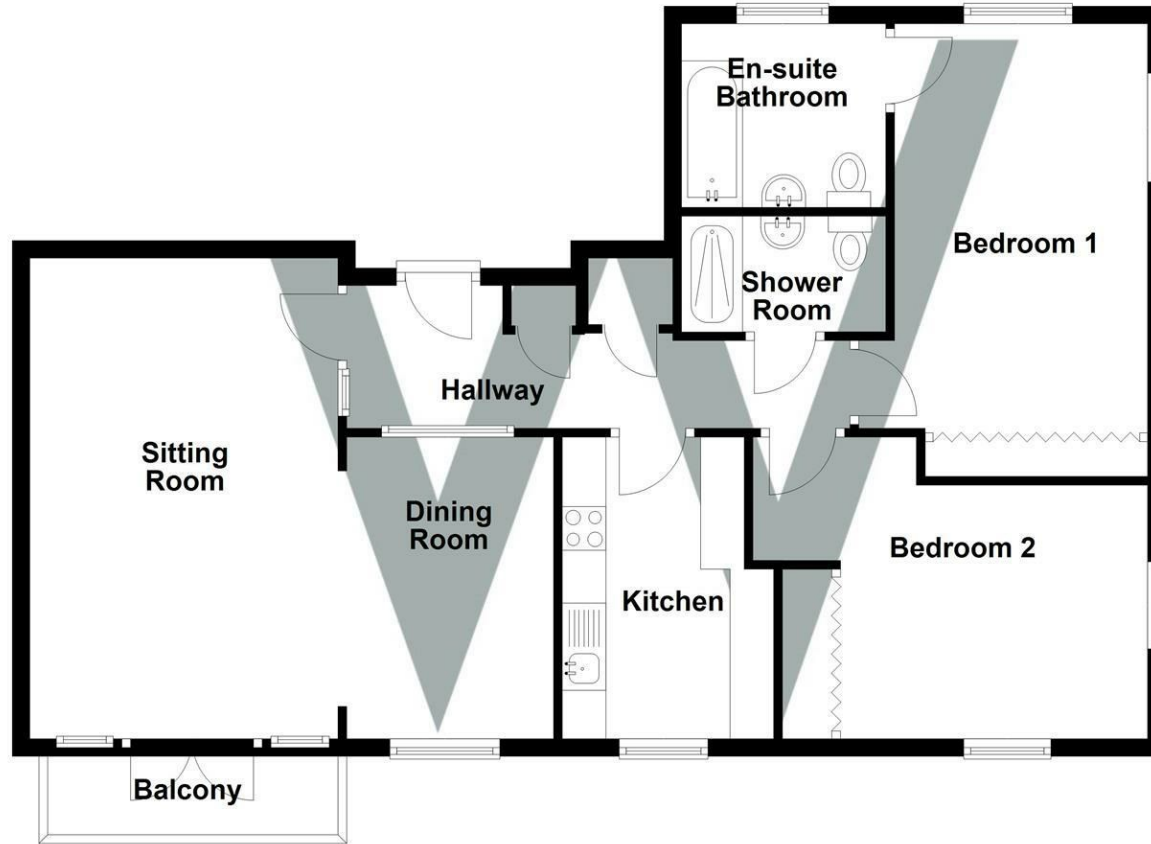 En-suite
Bathroom
Bedroom 1
Shower
Room
Hallway
Sitting
Room
Dining
Room
Bedroom 2
Kitchen
Balcony